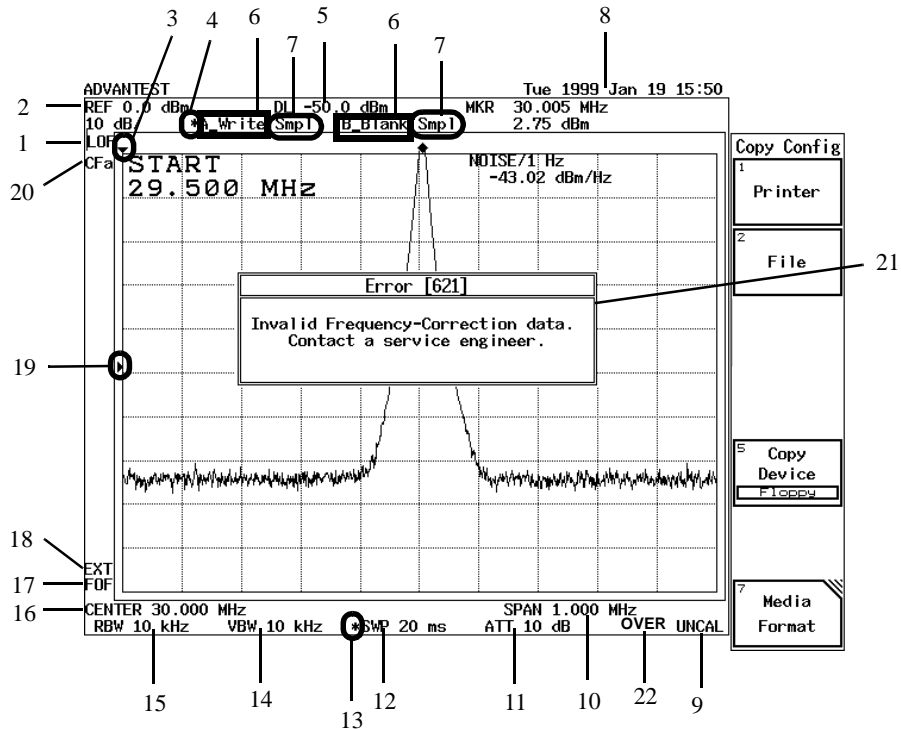 3 4 6 5 6 8
7 7
ADVANTEST Tue 1999 Jan 19 15:50
2 REF 0.0 dBm DL -50.0 dBm MKR 30.005 MHz
10 dB/ *A_Write Smpl B_Blank Smpl 2.75 dBm
1 LOF
20 CFa START NOISE/1 Hz
29.500 MHz -43.02 dBm/Hz
Copy Config
1
Printer
2
File
21
Error [621]
Invalid Frequency-Correction data.
Contact a service engineer.
19
5
Copy
Device
Floppy
18 EXT
17 FOF
16 CENTER 30.000 MHz SPAN 1.000 MHz
RBW 10 kHz VBW 10 kHz *SWP 20 ms ATT 10 dB OVER UNCAL
7
Media
Format
15 14 13 12 11 10 22 9